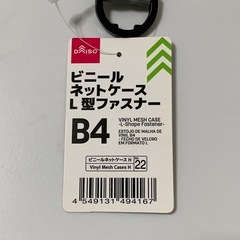 DAISO
ビニール
ネットケース
L型ファスナー
B4
VINYL MESH CASE
-L-Shape Fastener-
ESTOJO DE MALHA DE
VINIL B4
- FECHO DE VELCRO
EM FORMATO L
ビニールネットケース H
Vinyl Mesh Cases H
22
4 549131 494167